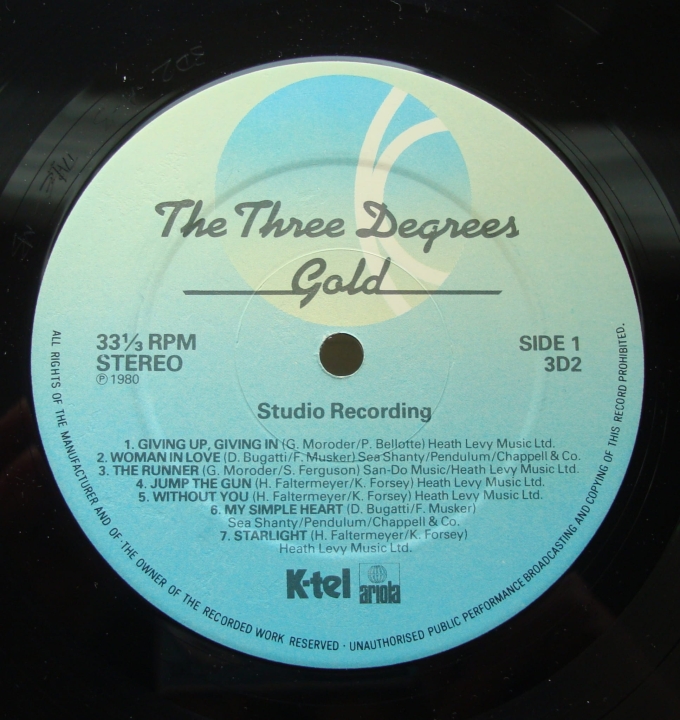 The Three Degrees
Gold
33⅓ RPM
STEREO
℗ 1980
SIDE 1
3D2
Studio Recording
1. GIVING UP, GIVING IN (G. Moroder/P. Bellotte) Heath Levy Music Ltd.
2. WOMAN IN LOVE (D. Bugatti/F. Musker) Sea Shanty/Pendulum/Chappell & Co.
3. THE RUNNER (G. Moroder/S. Ferguson) San-Do Music/Heath Levy Music Ltd.
4. JUMP THE GUN (H. Faltermeyer/K. Forsey) Heath Levy Music Ltd.
5. WITHOUT YOU (H. Faltermeyer/K. Forsey) Heath Levy Music Ltd.
6. MY SIMPLE HEART (D. Bugatti/F. Musker)
Sea Shanty/Pendulum/Chappell & Co.
7. STARLIGHT (H. Faltermeyer/K. Forsey)
Heath Levy Music Ltd.
K-tel
ariola
ALL RIGHTS OF THE MANUFACTURER AND OF THE OWNER OF THE RECORDED WORK RESERVED · UNAUTHORISED PUBLIC PERFORMANCE BROADCASTING AND COPYING OF THIS RECORD PROHIBITED.
3D2